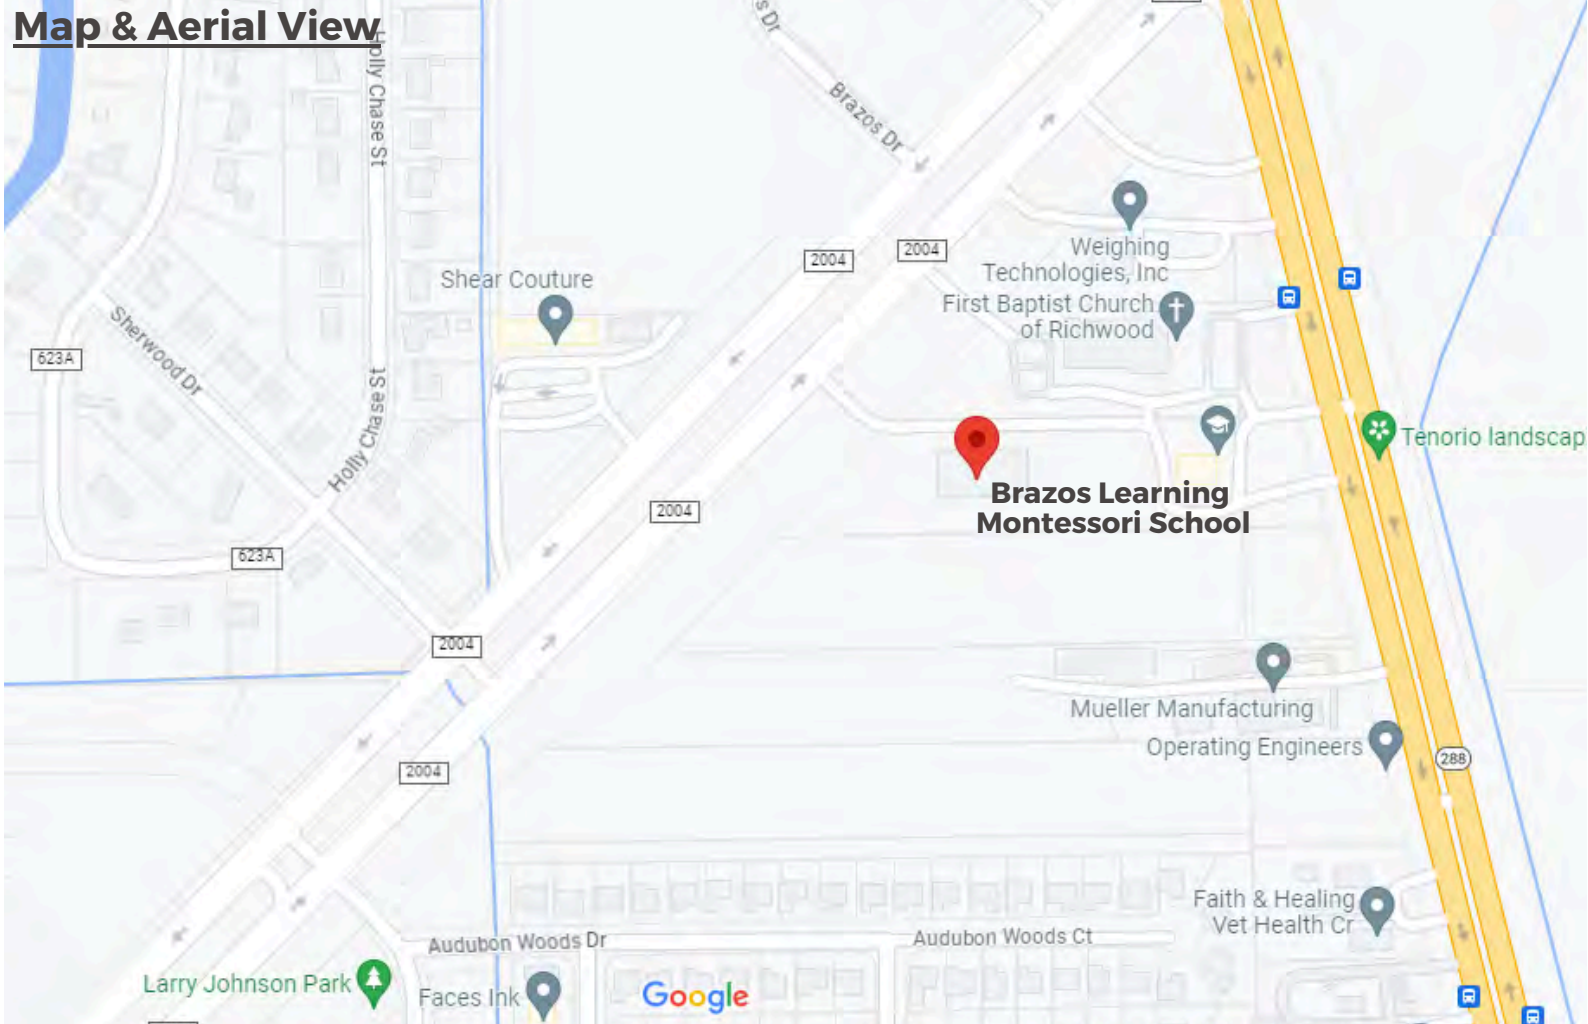 Map & Aerial View
s Dr
Holly Chase St
Brazos Dr
2004
2004
Weighing
Technologies, Inc
Shear Couture
First Baptist Church
of Richwood
623A
Sherwood Dr
Holly Chase St
Tenorio landscap
Brazos Learning
Montessori School
2004
623A
2004
Mueller Manufacturing
Operating Engineers
288
2004
Faith & Healing
Vet Health Cr
Audubon Woods Dr
Audubon Woods Ct
Larry Johnson Park
Faces Ink
Google